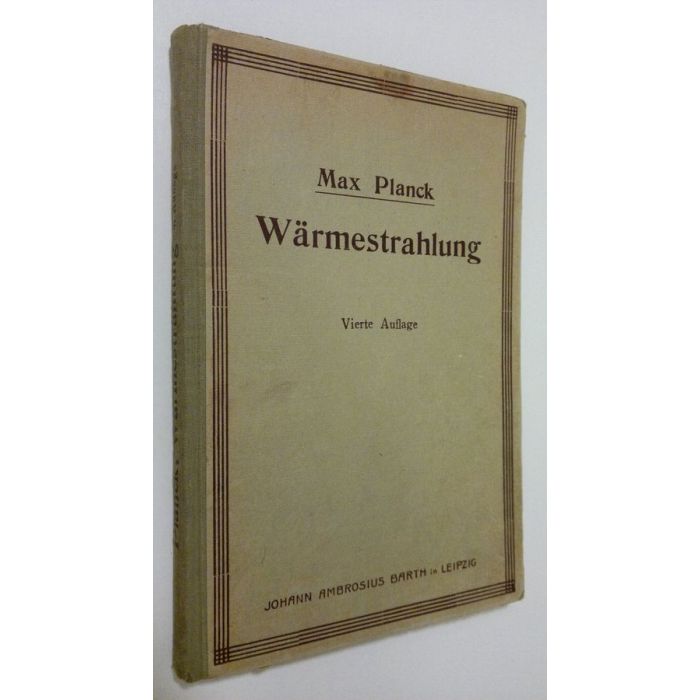 Max Planck
Wärmestrahlung
Vierte Auflage
JOHANN AMBROSIUS BARTH in LEIPZIG